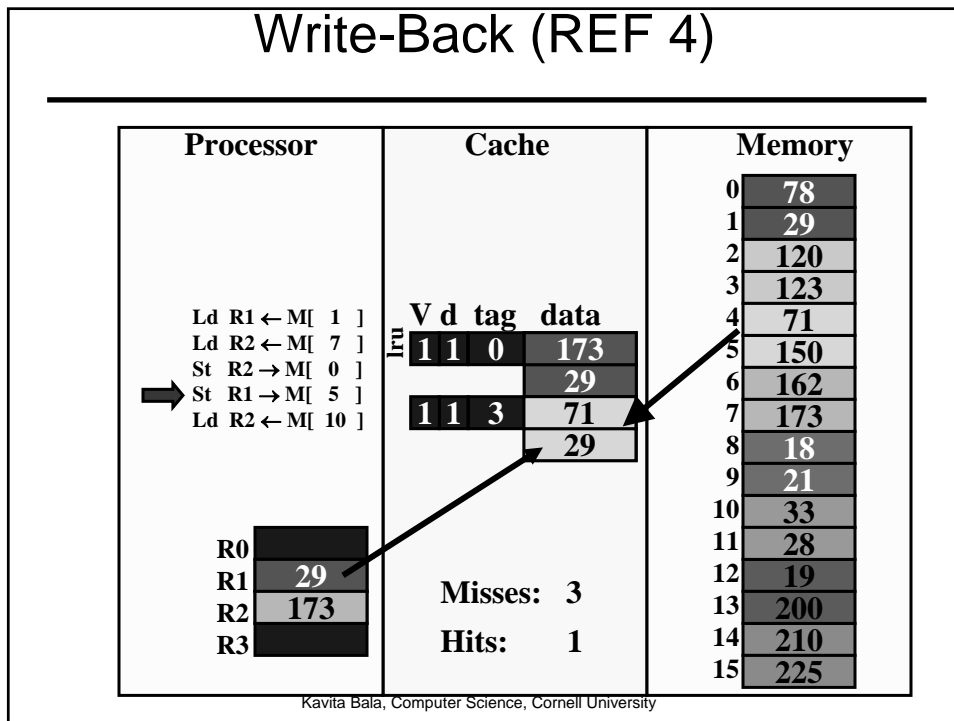 Write-Back (REF 4)
Processor
Ld R1 ← M[ 1 ]
Ld R2 ← M[ 7 ]
St R2 → M[ 0 ]
St R1 → M[ 5 ]
Ld R2 ← M[ 10 ]
R0
R1 29
R2 173
R3
Cache
V d tag data
lru
1 1 0 173
29
1 1 3 71
29
Misses: 3
Hits: 1
Memory
0 78
1 29
2 120
3 123
4 71
5 150
6 162
7 173
8 18
9 21
10 33
11 28
12 19
13 200
14 210
15 225
Kavita Bala, Computer Science, Cornell University